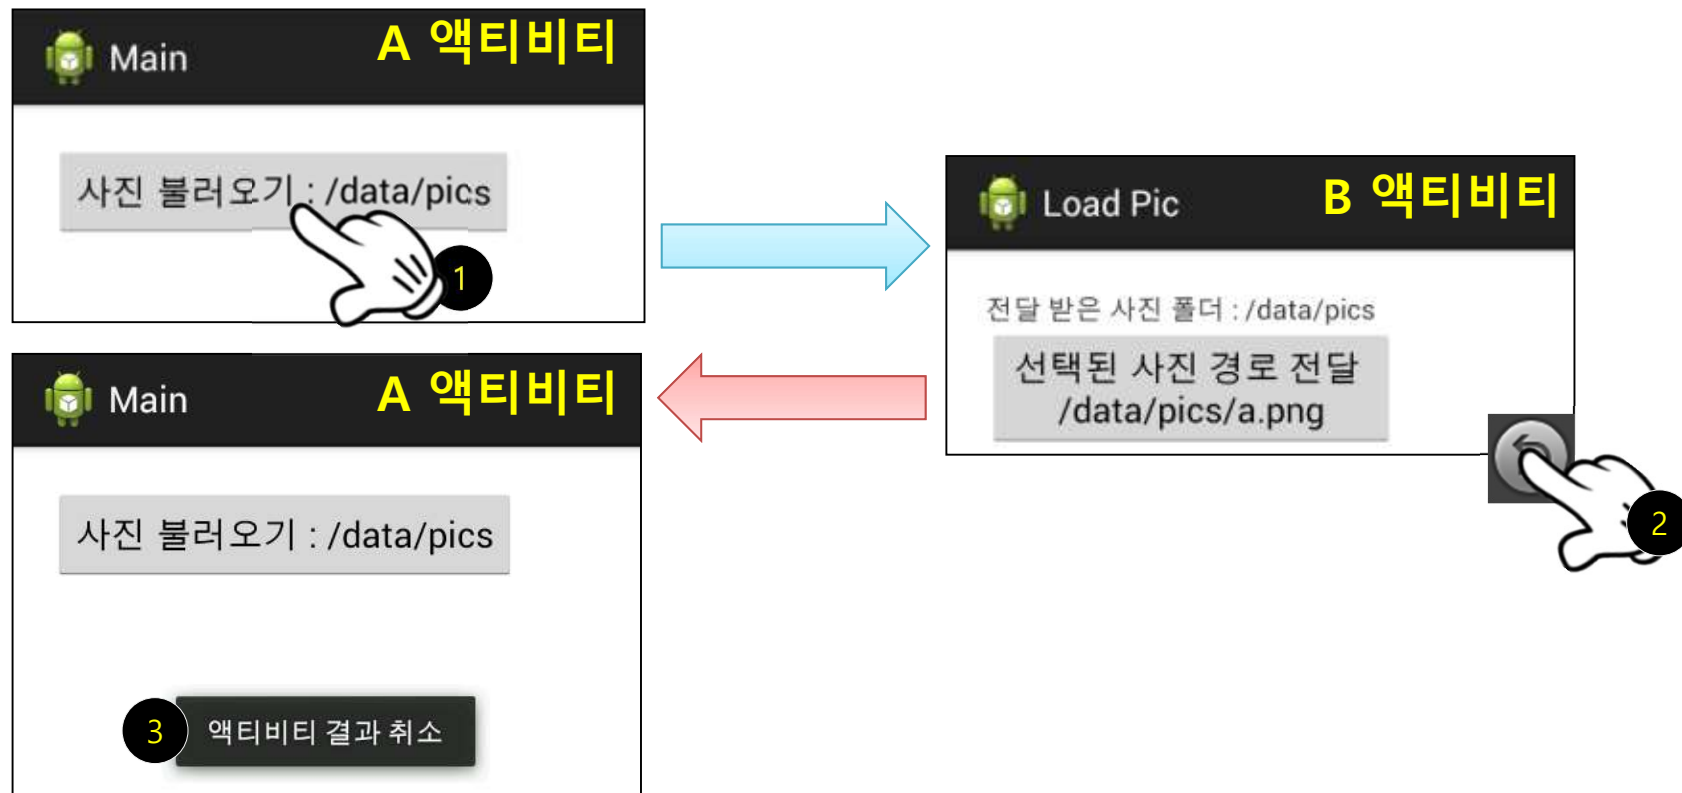 Main
A 액티비티
사진 불러오기 : /data/pics
1
Load Pic
B 액티비티
전달 받은 사진 폴더 : /data/pics
선택된 사진 경로 전달
/data/pics/a.png
2
Main
A 액티비티
사진 불러오기 : /data/pics
3
액티비티 결과 취소